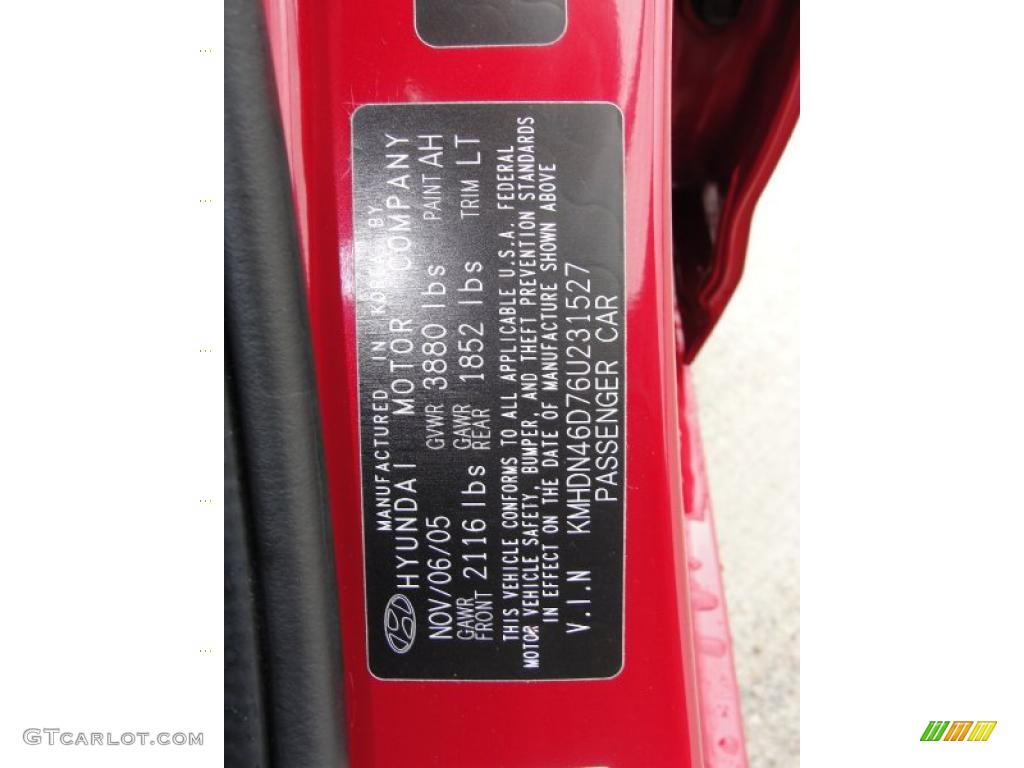 MANUFACTURED IN KOREA BY
HYUNDAI MOTOR COMPANY
NOV/06/05 GVWR 3880 lbs PAINT AH
GAWR FRONT 2116 lbs GAWR REAR 1852 lbs TRIM LT
THIS VEHICLE CONFORMS TO ALL APPLICABLE U.S.A. FEDERAL
MOTOR VEHICLE SAFETY, BUMPER, AND THEFT PREVENTION STANDARDS
IN EFFECT ON THE DATE OF MANUFACTURE SHOWN ABOVE
V.I.N KMHDN46D76U231527
PASSENGER CAR
GTCARLOT.COM